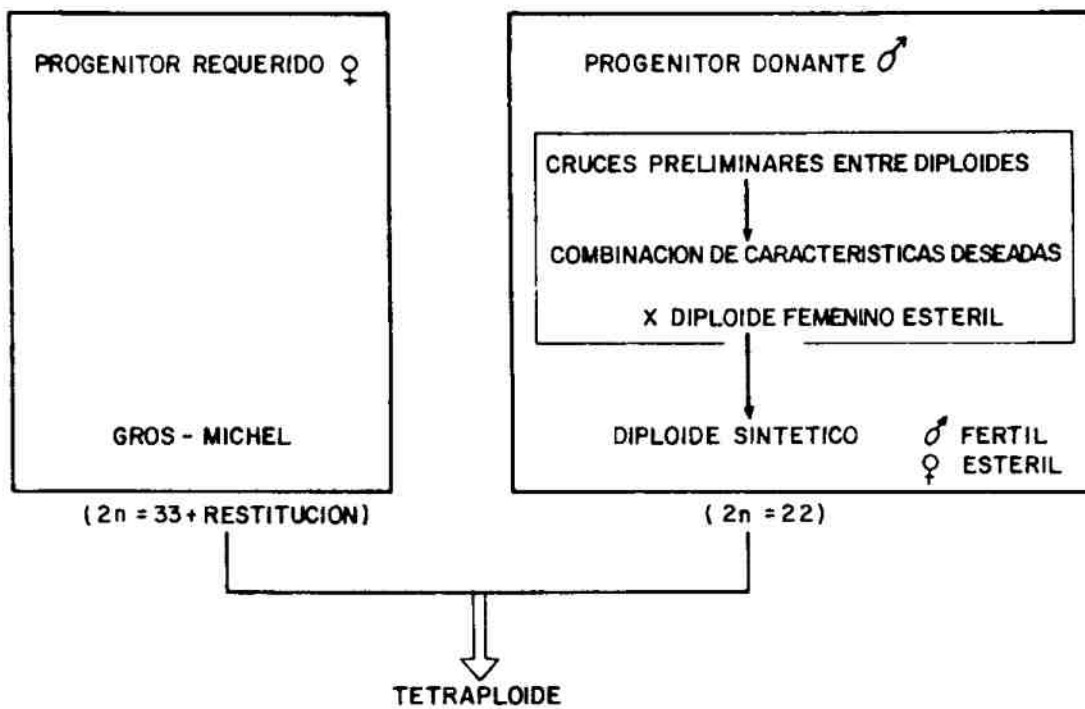 PROGENITOR REQUERIDO ♀
GROS - MICHEL
(2n = 33 + RESTITUCION)
PROGENITOR DONANTE ♂
CRUCES PRELIMINARES ENTRE DIPLOIDES
COMBINACION DE CARACTERISTICAS DESEADAS
X DIPLOIDE FEMENINO ESTERIL
DIPLOIDE SINTETICO
♂ FERTIL
♀ ESTERIL
(2n = 22)
TETRAPLOIDE